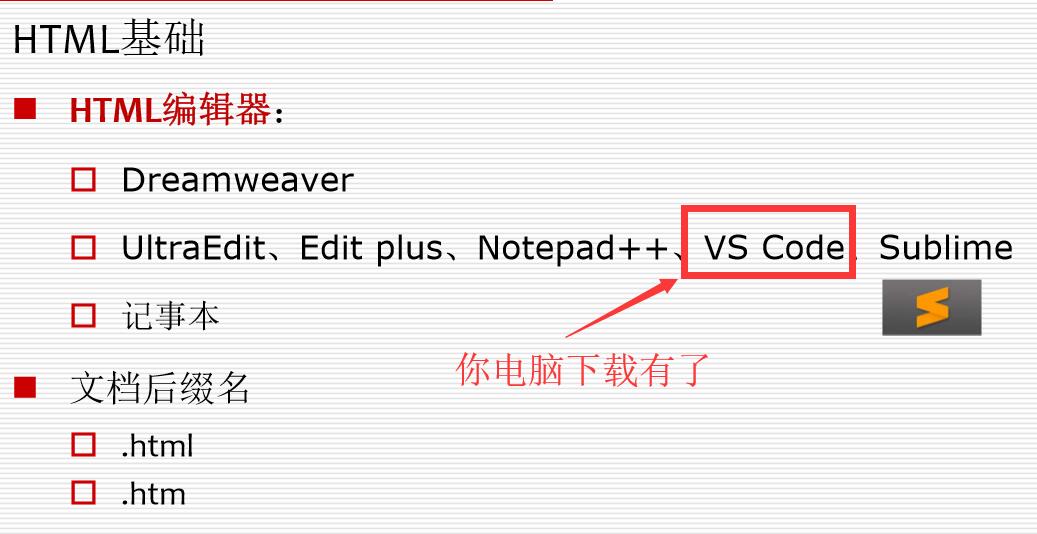 HTML基础
HTML编辑器：
Dreamweaver
UltraEdit、Edit plus、Notepad++、VS Code、Sublime
记事本
你电脑下载有了
文档后缀名
.html
.htm